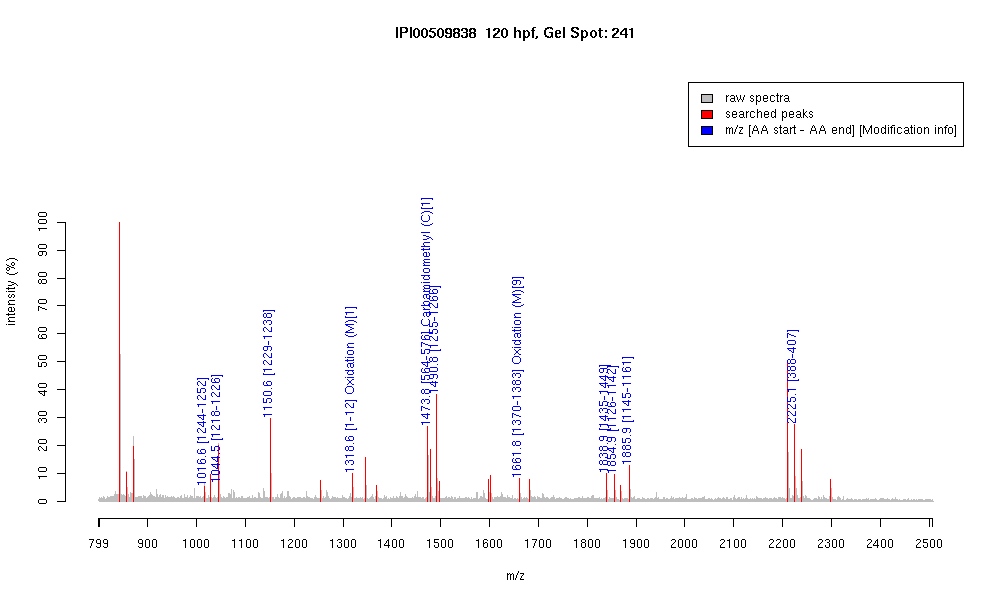 IPI00509838 120 hpf, Gel Spot: 241
raw spectra
searched peaks
m/z [AA start - AA end] [Modification info]
intensity (%)
100
90
80
70
60
50
40
30
20
10
0
1016.6 [1244-1252]
1044.5 [1218-1226]
1150.6 [1229-1238]
1318.6 [1-12] Oxidation (M)[1]
1473.8 [564-576] Carbamidomethyl (C)[1]
1490.8 [1255-1266]
1661.8 [1370-1383] Oxidation (M)[9]
1838.9 [1435-1449]
1854.9 [1126-1142]
1885.9 [1145-1161]
2225.1 [388-407]
799 900 1000 1100 1200 1300 1400 1500 1600 1700 1800 1900 2000 2100 2200 2300 2400 2500
m/z